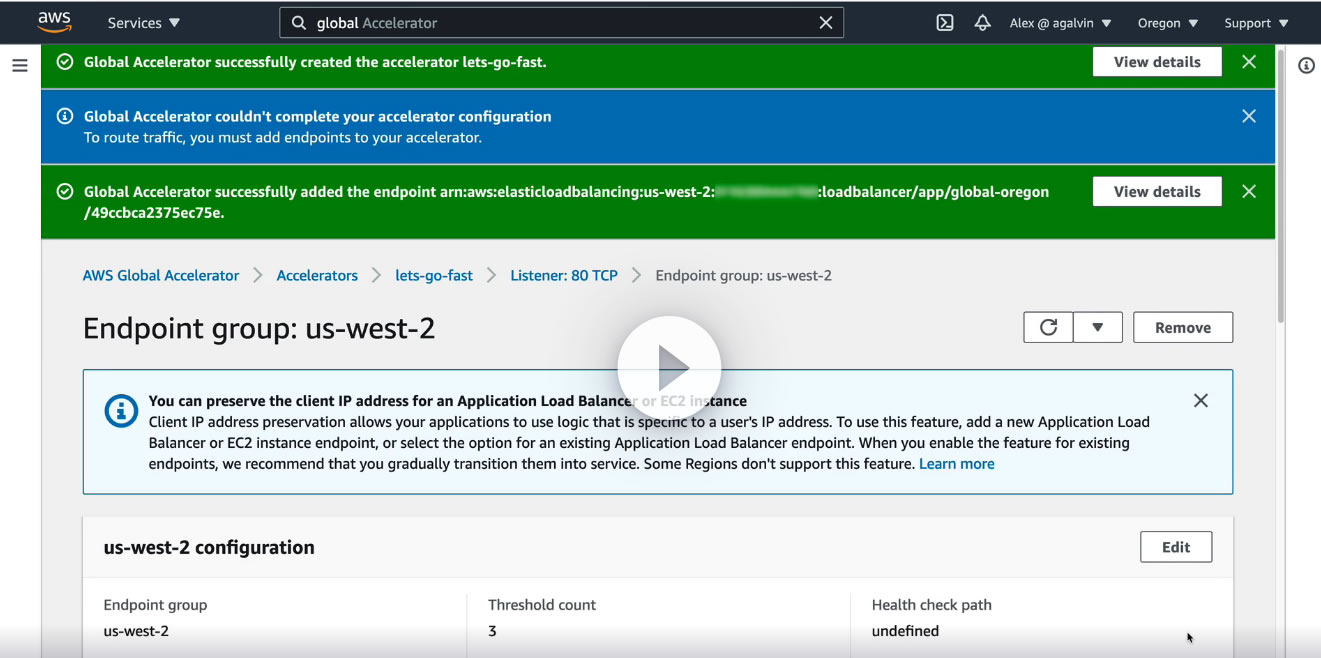 aws
Services
global Accelerator
Alex @ agalvin
Oregon
Support
Global Accelerator successfully created the accelerator lets-go-fast.
View details
Global Accelerator couldn't complete your accelerator configuration
To route traffic, you must add endpoints to your accelerator.
Global Accelerator successfully added the endpoint arn:aws:elasticloadbalancing:us-west-2: :loadbalancer/app/global-oregon
/49ccbca2375ec75e.
View details
AWS Global Accelerator
Accelerators
lets-go-fast
Listener: 80 TCP
Endpoint group: us-west-2
Endpoint group: us-west-2
Remove
You can preserve the client IP address for an Application Load Balancer or EC2 instance
Client IP address preservation allows your applications to use logic that is specific to a user's IP address. To use this feature, add a new Application Load
Balancer or EC2 instance endpoint, or select the option for an existing Application Load Balancer endpoint. When you enable the feature for existing
endpoints, we recommend that you gradually transition them into service. Some Regions don't support this feature. Learn more
us-west-2 configuration
Edit
Endpoint group
Threshold count
Health check path
us-west-2
3
undefined